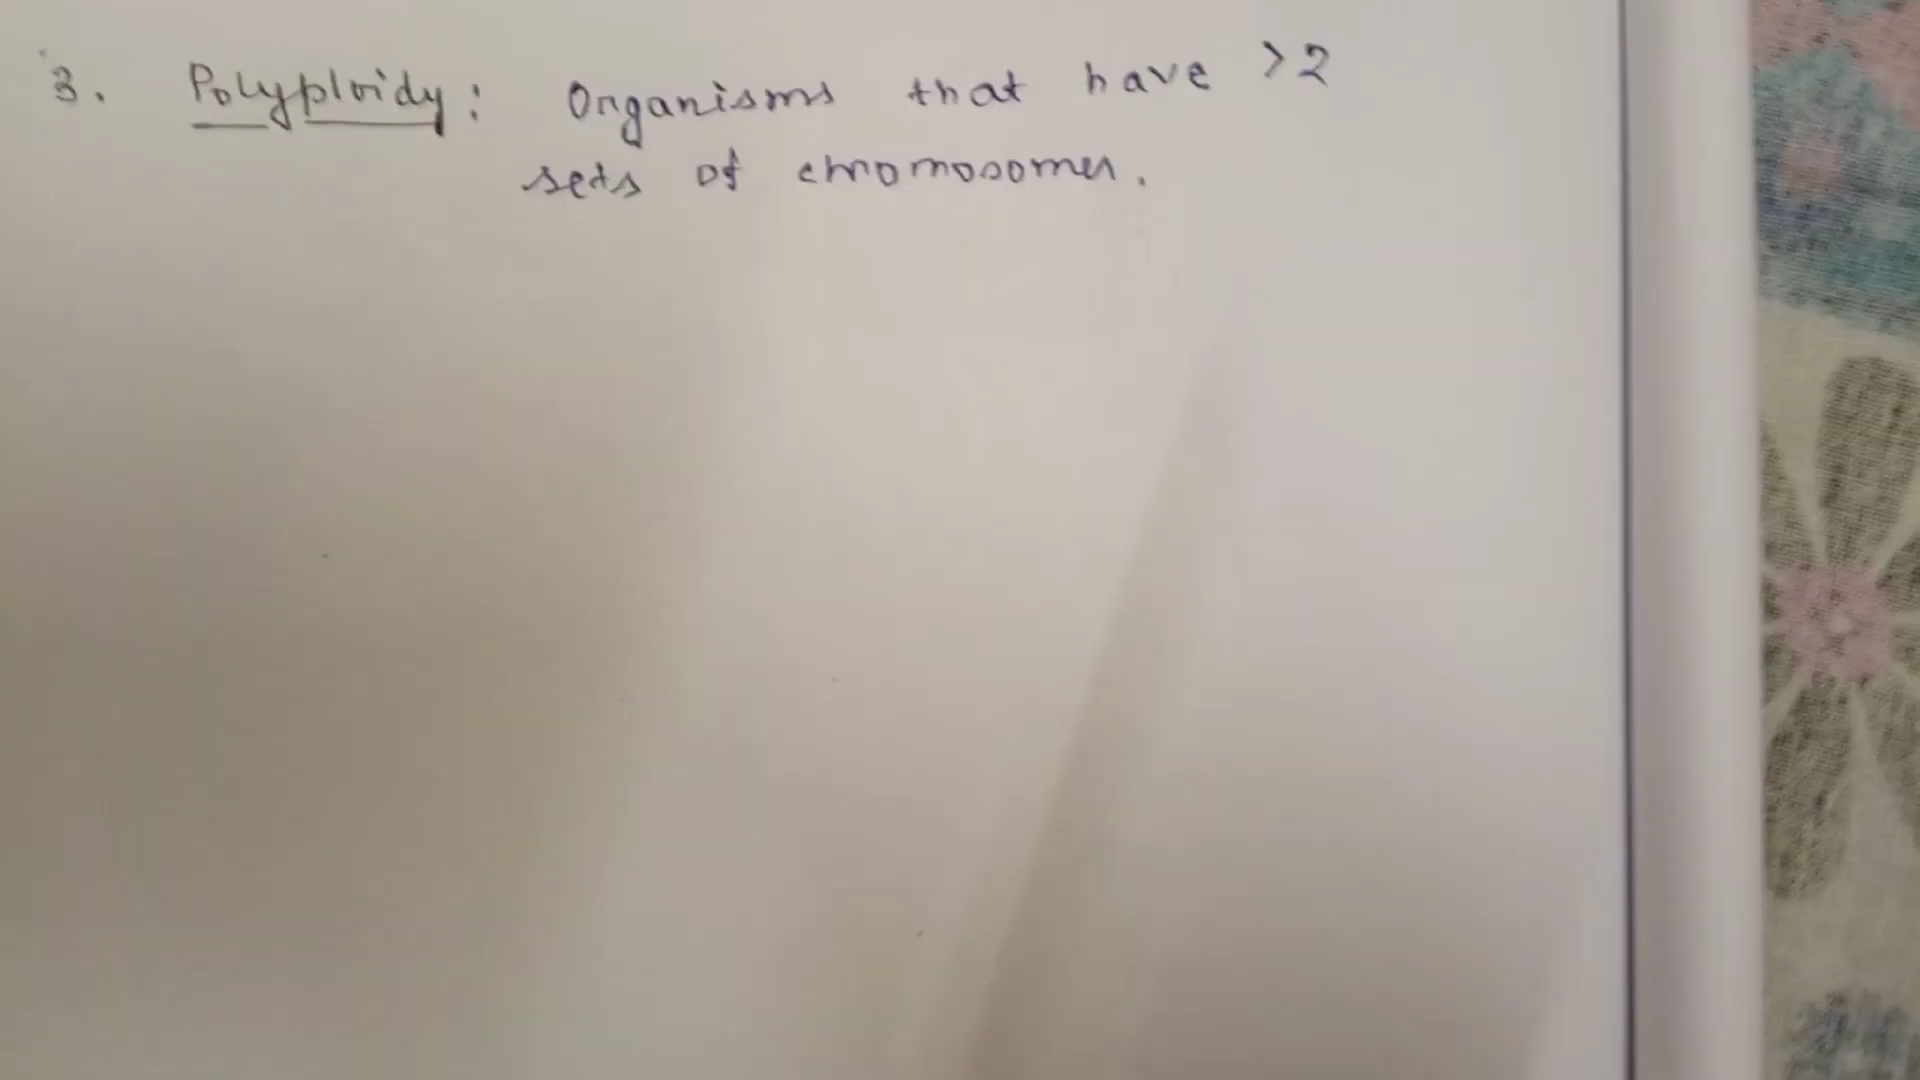 3. Polyploidy: Organisms that have >2
sets of chromosomes.